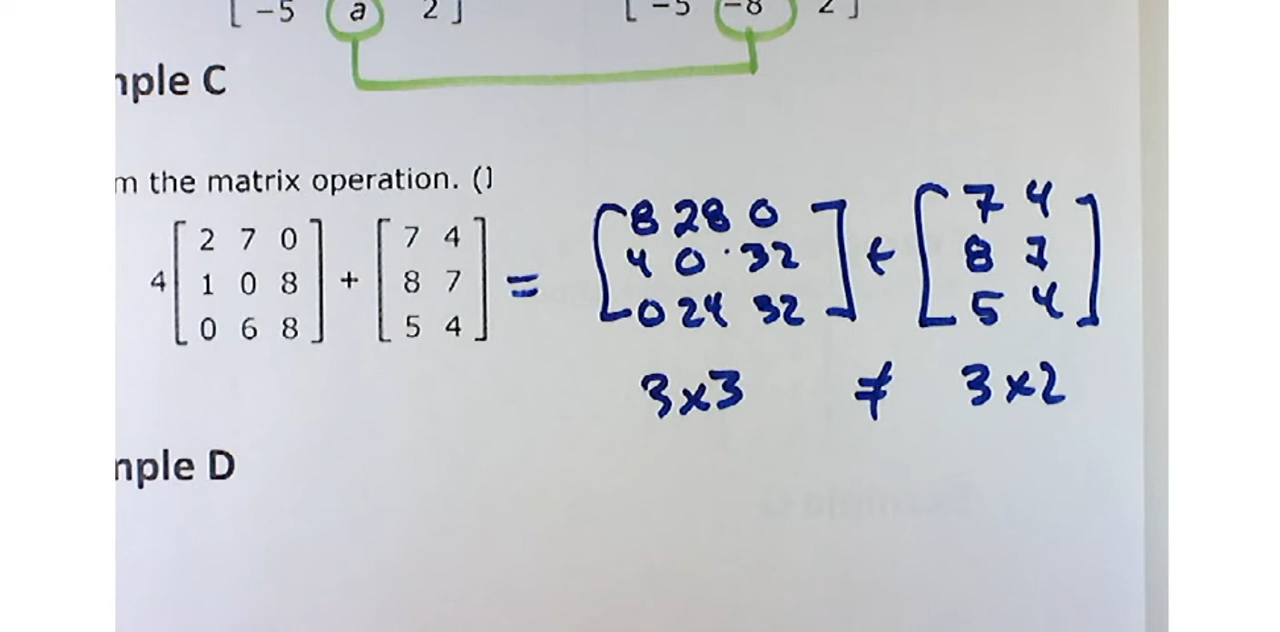 [ -5 a 2 ] [ -5 -8 2 ]
mple C
m the matrix operation. ()
4 [ 2 7 0 ] + [ 7 4 ] = [ 8 28 0 ] + [ 7 4 ]
[ 1 0 8 ] [ 8 7 ] [ 4 0 32 ] [ 8 7 ]
[ 0 6 8 ] [ 5 4 ] [ 0 24 32 ] [ 5 4 ]
3x3 ≠ 3x2
mple D